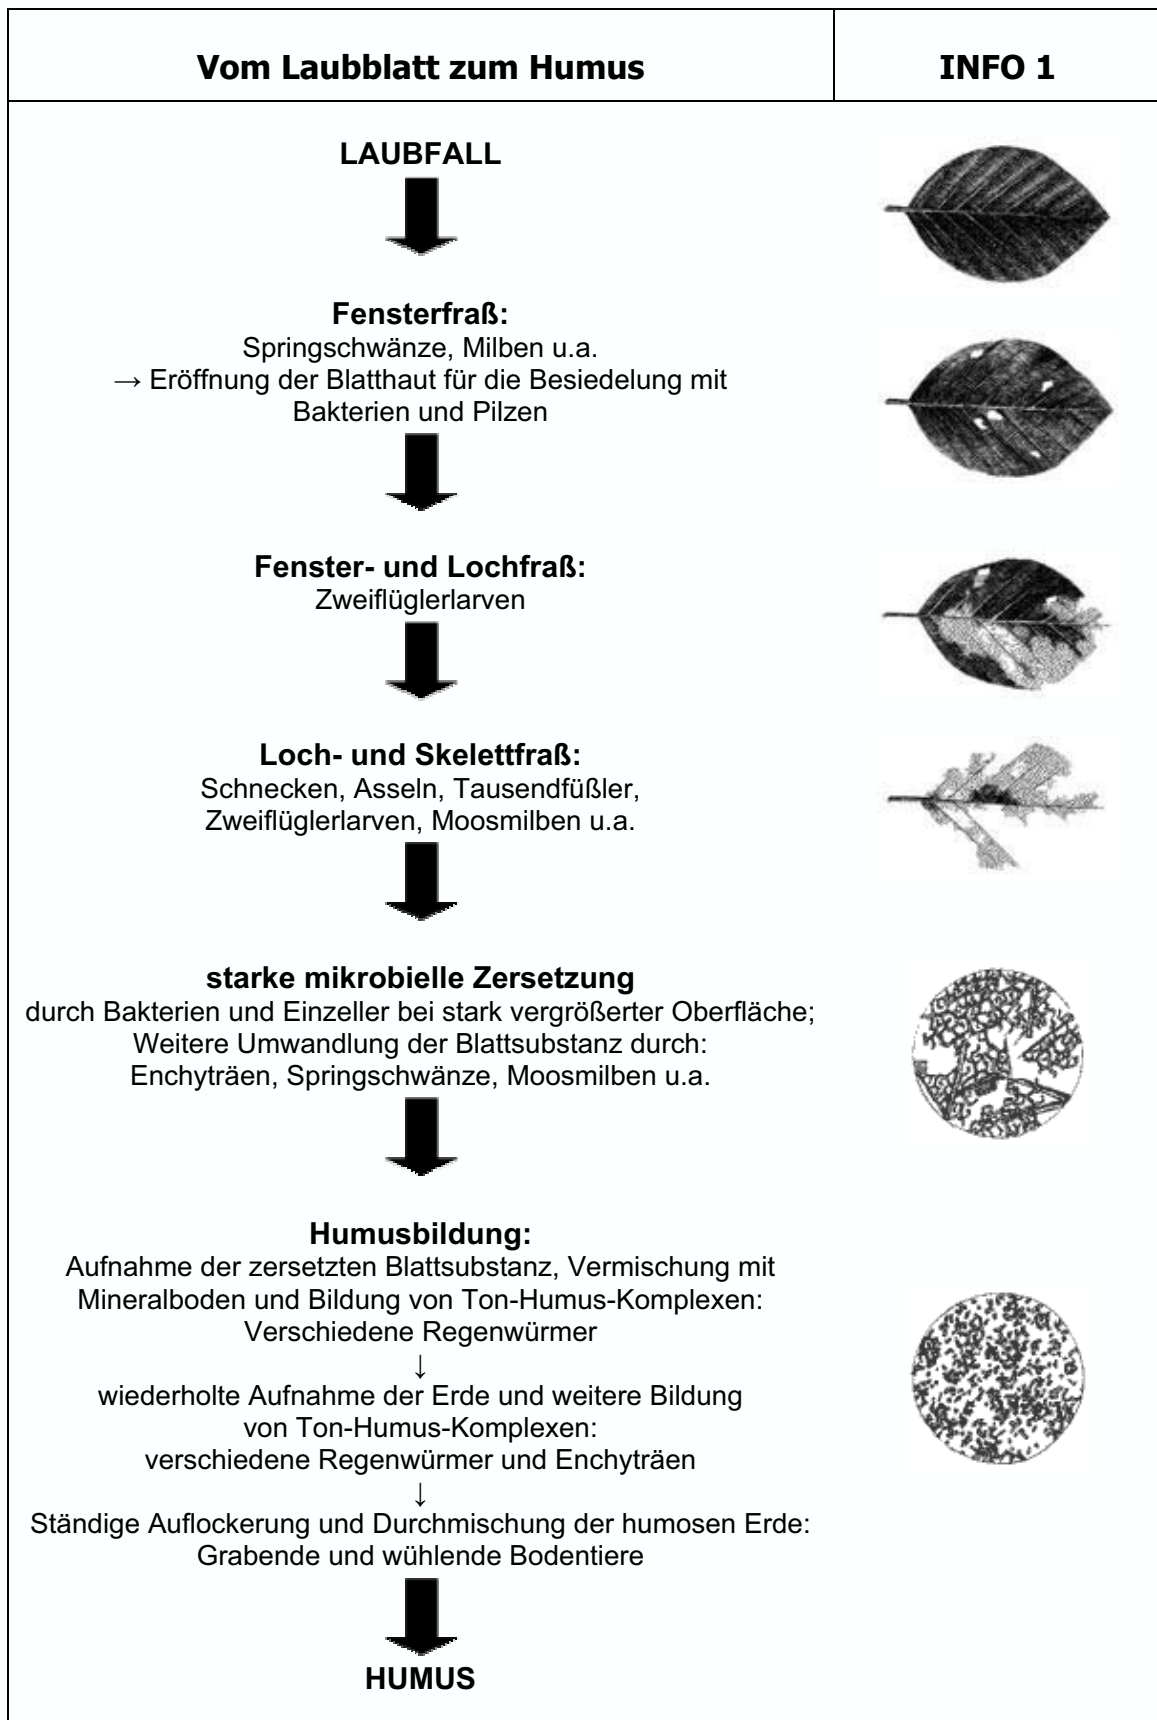 Vom Laubblatt zum Humus
INFO 1
LAUBFALL
Fensterfraß:
Springschwänze, Milben u.a.
→ Eröffnung der Blatthaut für die Besiedelung mit
Bakterien und Pilzen
Fenster- und Lochfraß:
Zweiflüglerlarven
Loch- und Skelettfraß:
Schnecken, Asseln, Tausendfüßler,
Zweiflüglerlarven, Moosmilben u.a.
starke mikrobielle Zersetzung
durch Bakterien und Einzeller bei stark vergrößerter Oberfläche;
Weitere Umwandlung der Blattsubstanz durch:
Enchyträen, Springschwänze, Moosmilben u.a.
Humusbildung:
Aufnahme der zersetzten Blattsubstanz, Vermischung mit
Mineralboden und Bildung von Ton-Humus-Komplexen:
Verschiedene Regenwürmer
↓
wiederholte Aufnahme der Erde und weitere Bildung
von Ton-Humus-Komplexen:
verschiedene Regenwürmer und Enchyträen
↓
Ständige Auflockerung und Durchmischung der humosen Erde:
Grabende und wühlende Bodentiere
HUMUS